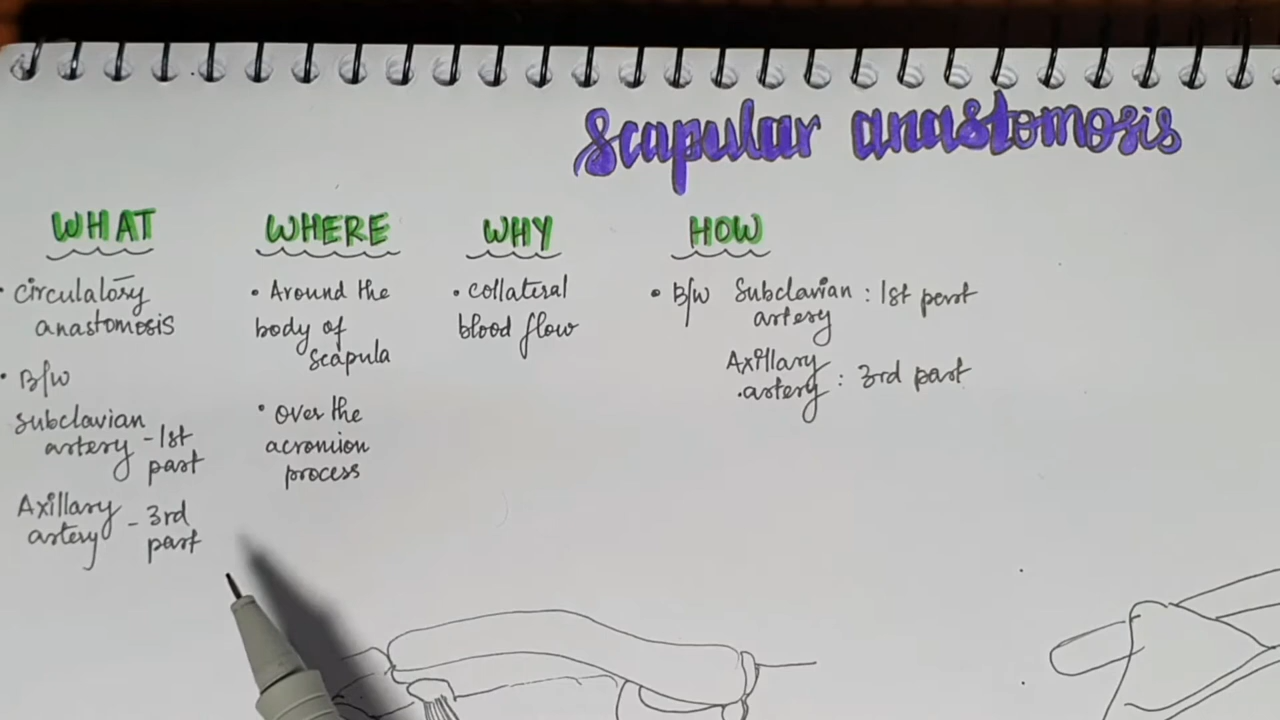 Scapular anastomosis
WHAT
• Circulatory
anastomosis
• B/w
Subclavian
artery - 1st
part
Axillary
artery - 3rd
part
WHERE
• Around the
body of
scapula
• over the
acromion
process
WHY
• collateral
blood flow
HOW
• B/w Subclavian : 1st part
artery
Axillary
artery : 3rd part